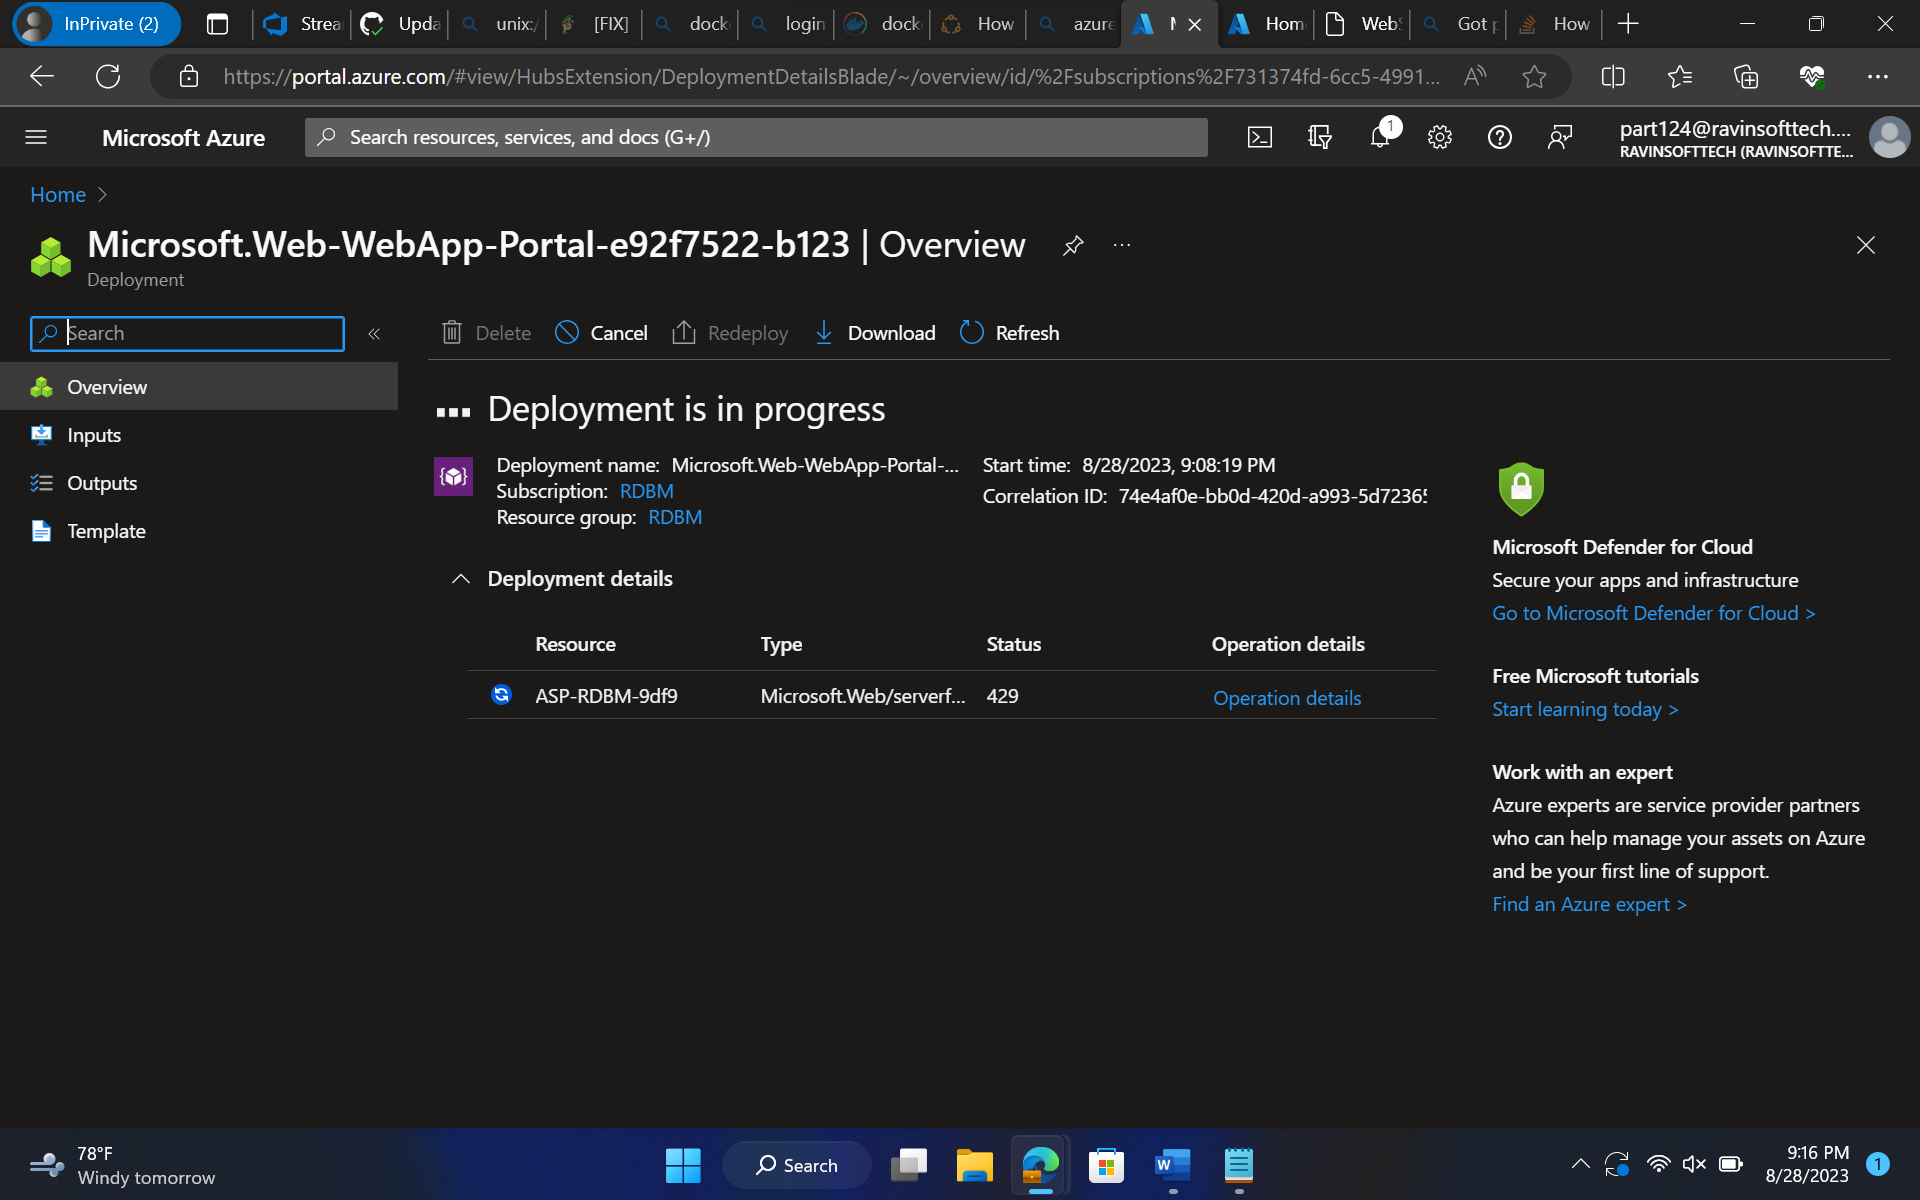 InPrivate (2)
Strea
Upda
unix:/
[FIX]
dock
login
dock
How
azure
Hom
WebS
Got p
How
https://portal.azure.com/#view/HubsExtension/DeploymentDetailsBlade/~/overview/id/%2Fsubscriptions%2F731374fd-6cc5-4991...
Microsoft Azure
Search resources, services, and docs (G+/)
1
part124@ravinsofttech....
RAVINSOFTTECH (RAVINSOFTTE...
Home >
Microsoft.Web-WebApp-Portal-e92f7522-b123 | Overview
Deployment
Search
Delete
Cancel
Redeploy
Download
Refresh
Overview
Inputs
Outputs
Template
Deployment is in progress
Deployment name: Microsoft.Web-WebApp-Portal-...
Subscription: RDBM
Resource group: RDBM
Start time: 8/28/2023, 9:08:19 PM
Correlation ID: 74e4af0e-bb0d-420d-a993-5d72365
Deployment details
Resource Type Status Operation details
ASP-RDBM-9df9 Microsoft.Web/serverf... 429 Operation details
Microsoft Defender for Cloud
Secure your apps and infrastructure
Go to Microsoft Defender for Cloud >
Free Microsoft tutorials
Start learning today >
Work with an expert
Azure experts are service provider partners
who can help manage your assets on Azure
and be your first line of support.
Find an Azure expert >
78°F
Windy tomorrow
Search
9:16 PM
8/28/2023
1